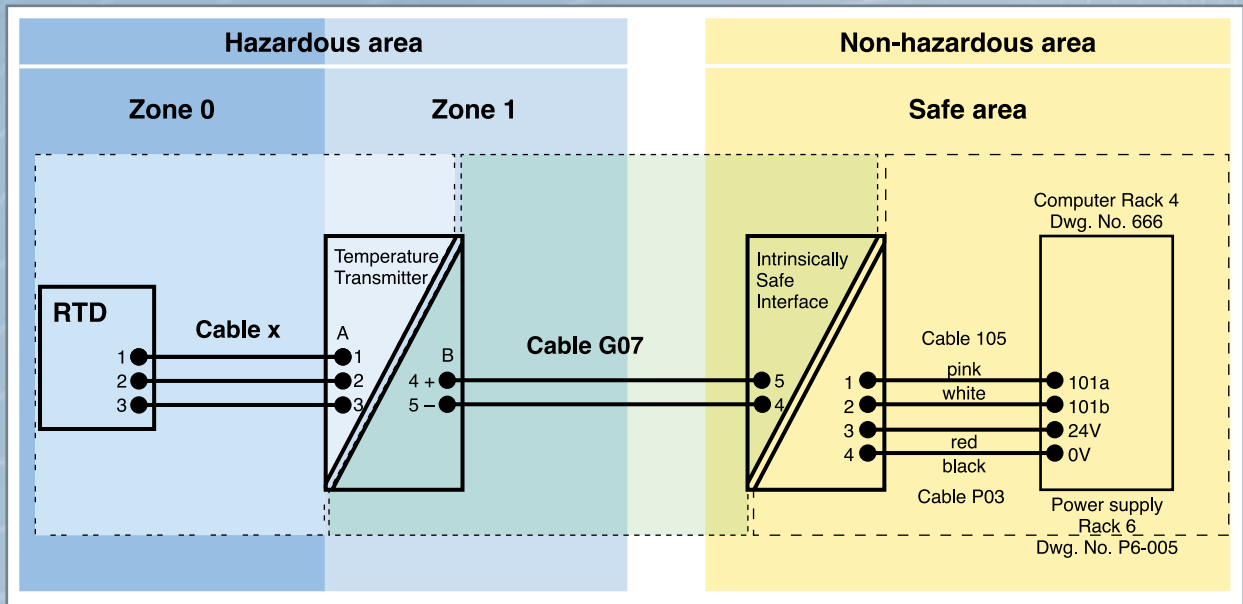 Hazardous area
Non-hazardous area
Zone 0
Zone 1
Safe area
Computer Rack 4
Dwg. No. 666
Temperature
Transmitter
Intrinsically
Safe
Interface
RTD
Cable x
A
1
2
3
1
2
3
B
4 +
5 –
Cable G07
5
4
1
2
3
4
Cable 105
pink
white
red
black
Cable P03
101a
101b
24V
0V
Power supply
Rack 6
Dwg. No. P6-005